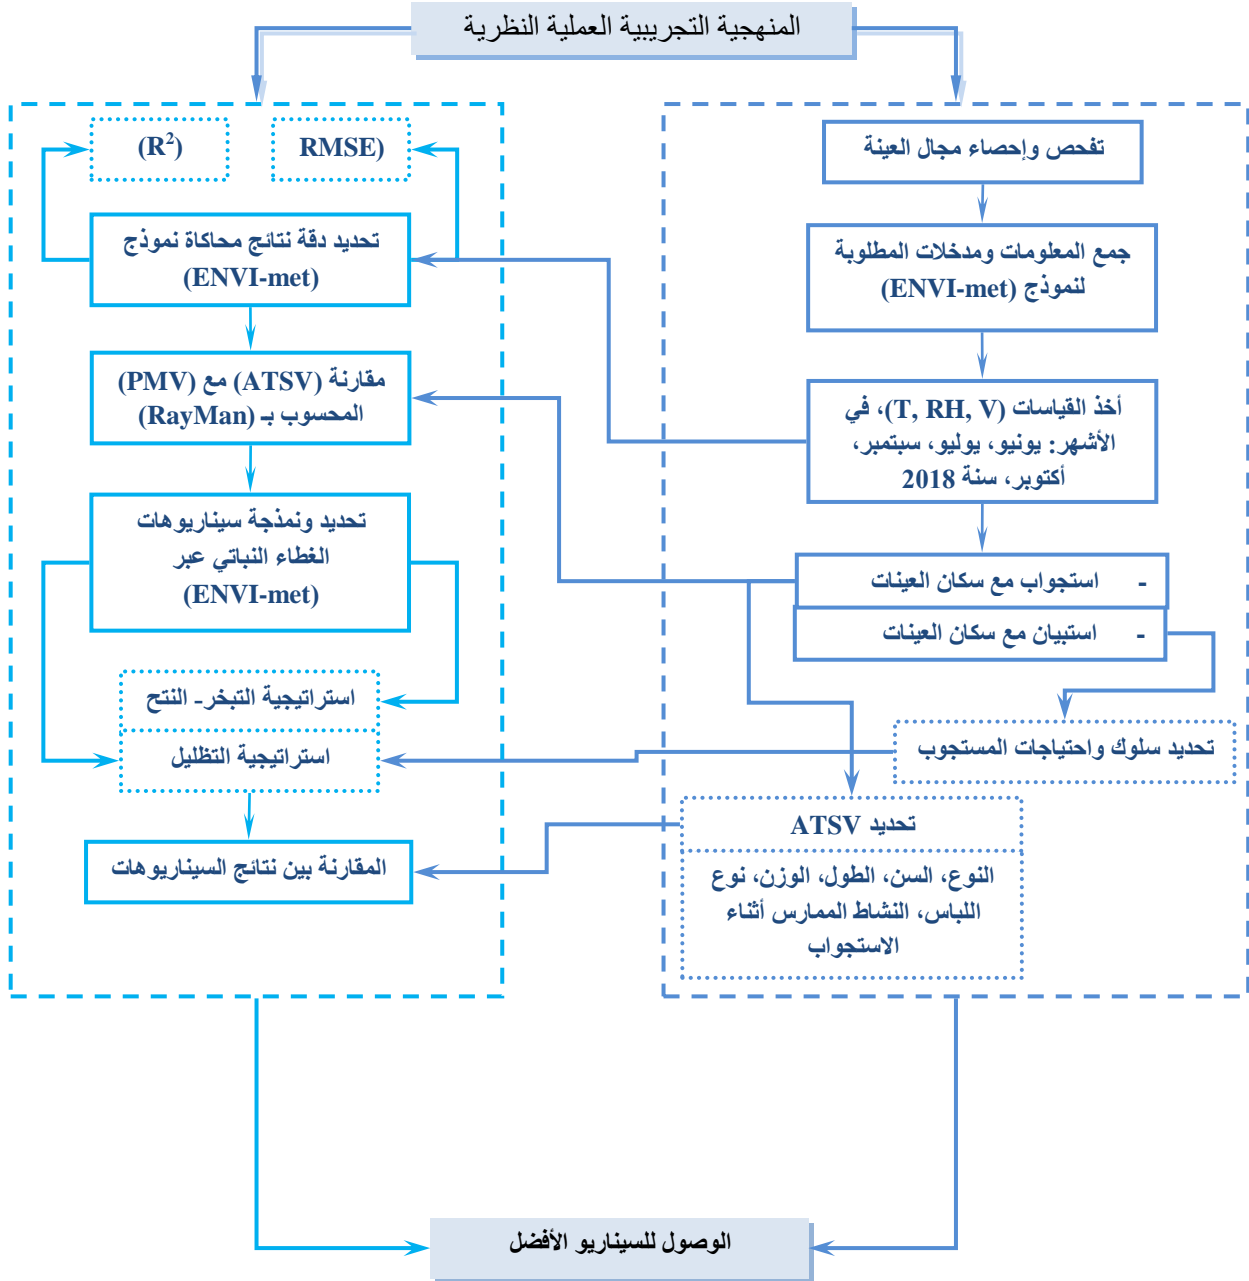 المنهجية التجريبية العملية النظرية
تفحص وإحصاء مجال العينة
جمع المعلومات ومدخلات المطلوبة
لنموذج (ENVI-met)
أخذ القياسات (T, RH, V)، في
الأشهر: يونيو، يوليو، سبتمبر،
أكتوبر، سنة 2018
- استجواب مع سكان العينات
- استبيان مع سكان العينات
تحديد سلوك واحتياجات المستجوب
تحديد ATSV
النوع، السن، الطول، الوزن، نوع
اللباس، النشاط الممارس أثناء
الاستجواب
RMSE)
(R²)
تحديد دقة نتائج محاكاة نموذج
(ENVI-met)
مقارنة (ATSV) مع (PMV)
المحسوب بـ (RayMan)
تحديد ونمذجة سيناريوهات
الغطاء النباتي عبر
(ENVI-met)
استراتيجية التبخر- النتح
استراتيجية التظليل
المقارنة بين نتائج السيناريوهات
الوصول للسيناريو الأفضل